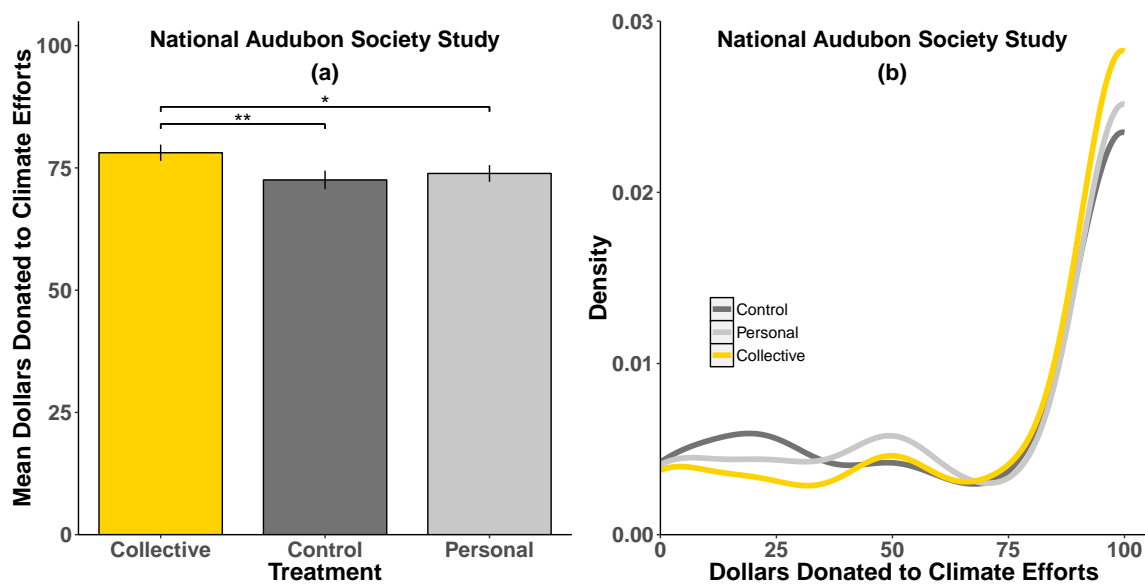 National Audubon Society Study
(a)
Mean Dollars Donated to Climate Efforts
100
75
50
25
0
*
**
Collective
Control
Personal
Treatment
National Audubon Society Study
(b)
Density
0.03
0.02
0.01
0.00
Control
Personal
Collective
0
25
50
75
100
Dollars Donated to Climate Efforts